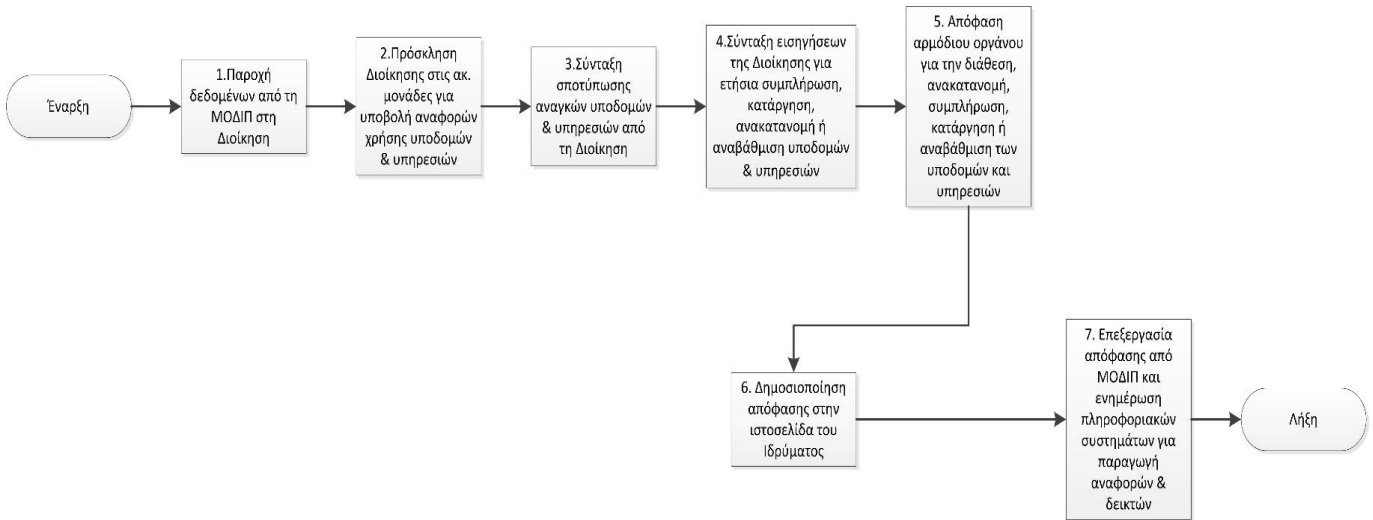 Έναρξη
1.Παροχή
δεδομένων από τη
ΜΟΔΙΠ στη
Διοίκηση
2.Πρόσκληση
Διοίκησης στις ακ.
μονάδες για
υποβολή αναφορών
χρήσης υποδομών
& υπηρεσιών
3.Σύνταξη
σποτύπωσης
αναγκών υποδομών
& υπηρεσιών από
τη Διοίκηση
4.Σύνταξη εισηγήσεων
της Διοίκησης για
ετήσια συμπλήρωση,
κατάργηση,
ανακατανομή ή
αναβάθμιση υποδομών
& υπηρεσιών
5. Απόφαση
αρμόδιου οργάνου
για την διάθεση,
ανακατανομή,
συμπλήρωση,
κατάργηση ή
αναβάθμιση των
υποδομών και
υπηρεσιών
6. Δημοσιοποίηση
απόφασης στην
ιστοσελίδα του
Ιδρύματος
7. Επεξεργασία
απόφασης από
ΜΟΔΙΠ και
ενημέρωση
πληροφοριακών
συστημάτων για
παραγωγή
αναφορών &
δεικτών
Λήξη